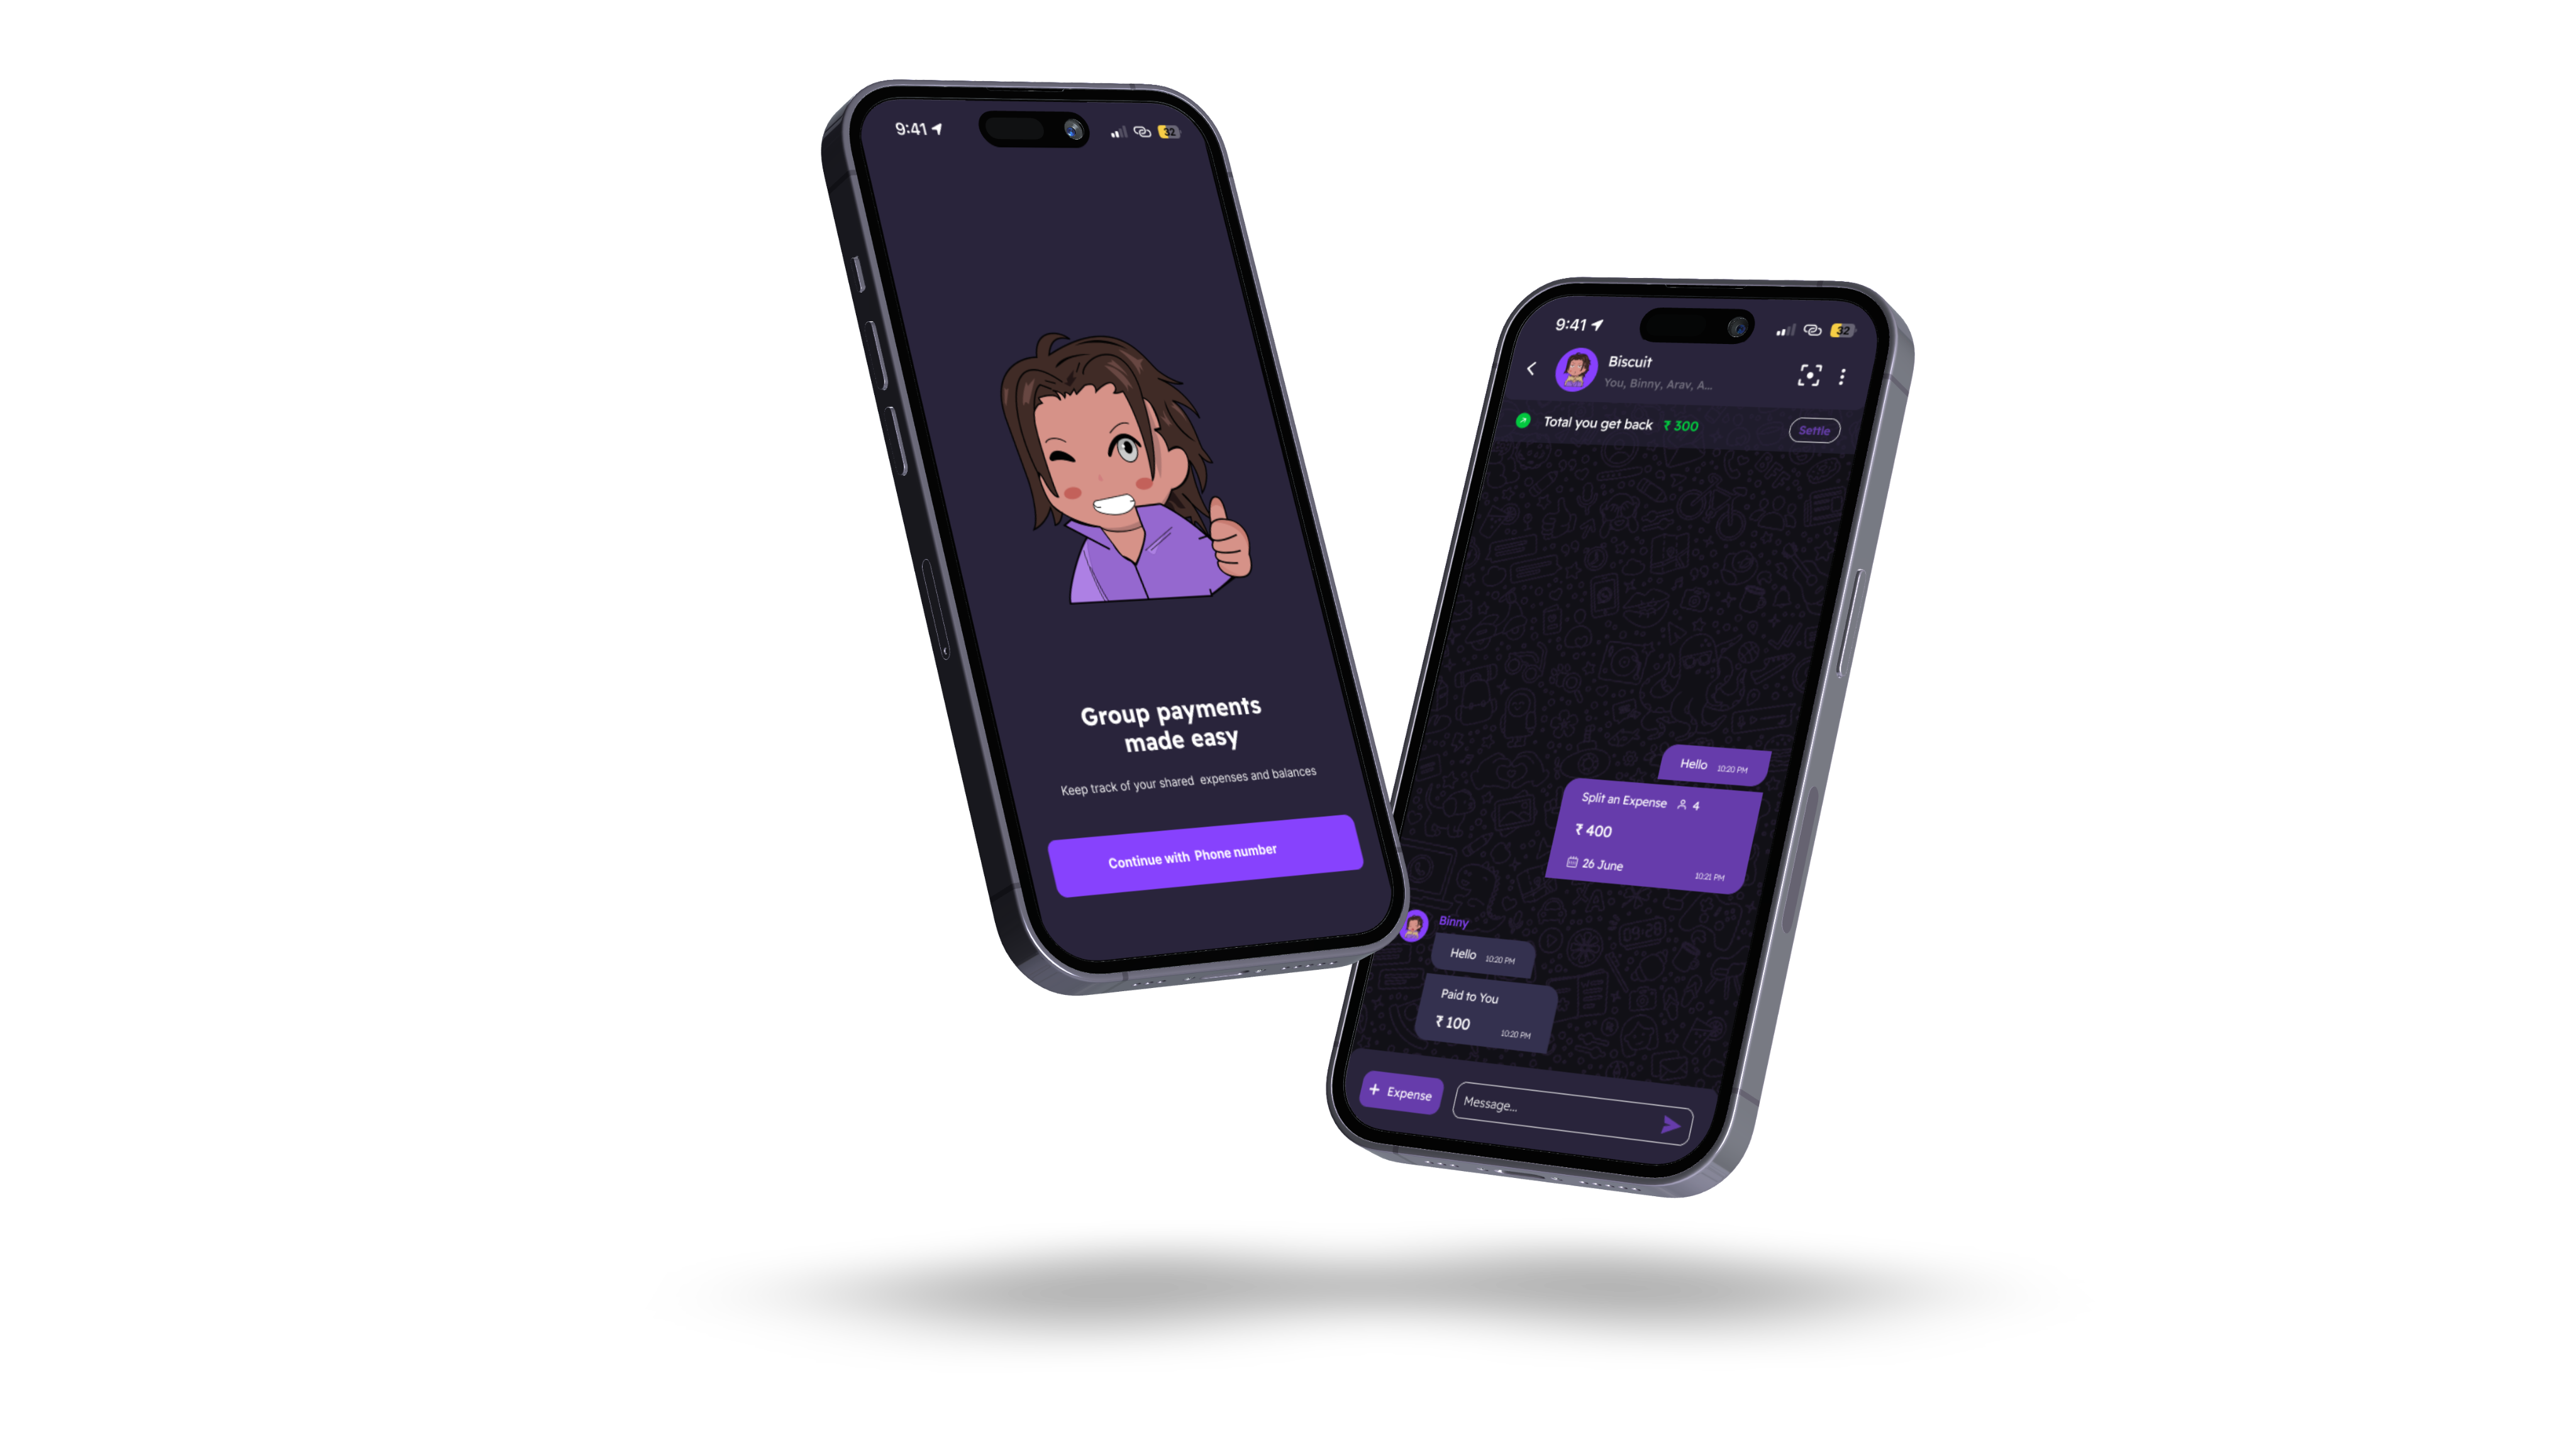 9:41
32
Group payments
made easy
Keep track of your shared expenses and balances
Continue with Phone number
9:41
32
Biscuit
You, Binny, Arav, A...
Total you get back ₹ 300
Settle
Hello 10:20 PM
Split an Expense 4
₹ 400
26 June
10:21 PM
Binny
Hello 10:20 PM
Paid to You
₹ 100
10:20 PM
+ Expense
Message...